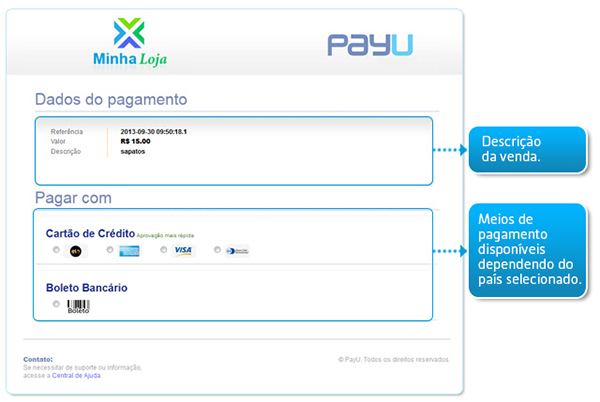 Minha Loja
PayU
Dados do pagamento
Referência 2013-09-30 09:50:18.1
Valor R$ 15.00
Descrição sapatos
Descrição
da venda.
Pagar com
Cartão de Crédito Aprovação mais rápida
elo VISA
Boleto Bancário
Boleto
Meios de
pagamento
disponíveis
dependendo do
país selecionado.
Contato:
Se necessitar de suporte ou informação,
acesse a Central de Ajuda
© PayU. Todos os direitos reservados.